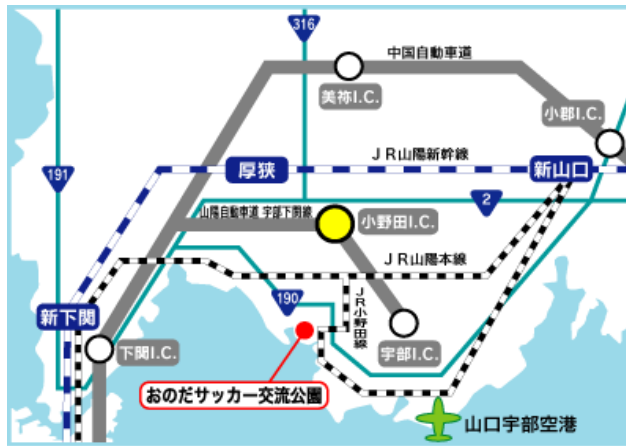 316
中国自動車道
美祢I.C.
小郡I.C.
JR山陽新幹線
191
厚狭
新山口
2
山陽自動車道 宇部下関線
小野田I.C.
JR山陽本線
190
JR小野田線
新下関
下関I.C.
宇部I.C.
おのだサッカー交流公園
山口宇部空港